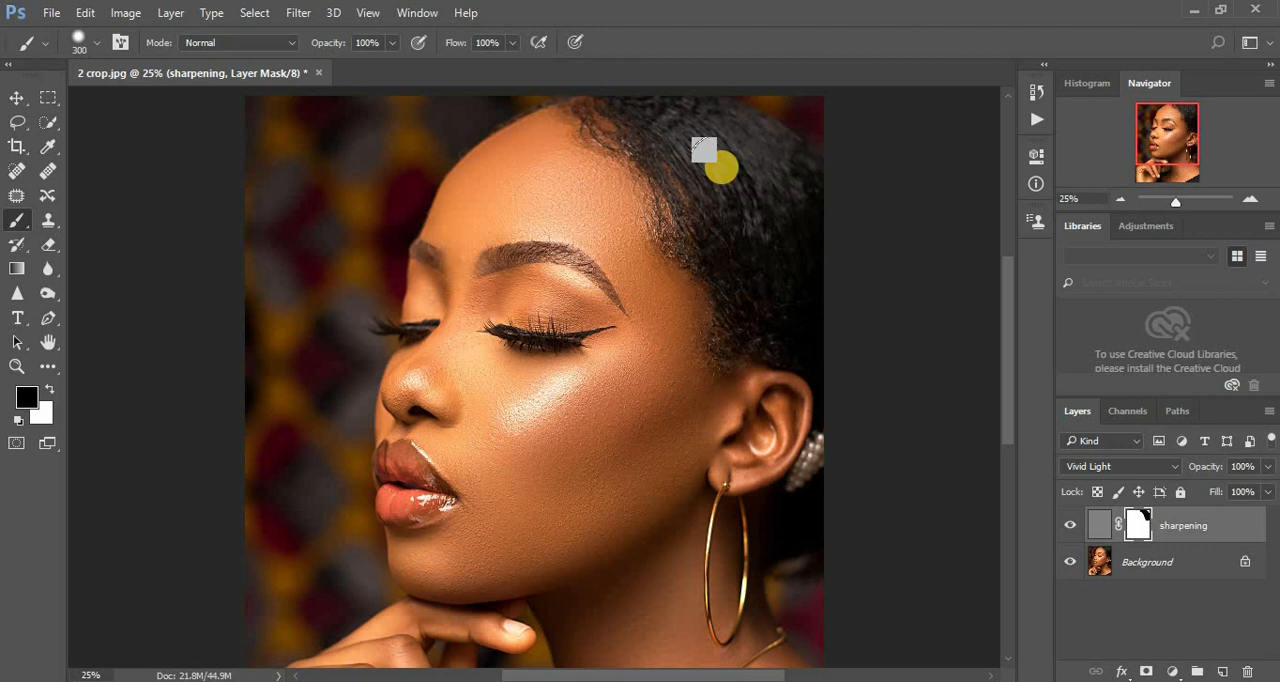 Ps File Edit Image Layer Type Select Filter 3D View Window Help
300 Mode: Normal Opacity: 100% Flow: 100%
2 crop.jpg @ 25% (sharpening, Layer Mask/8) * ×
Histogram Navigator
25%
Libraries Adjustments
Search Adobe Stock
To use Creative Cloud Libraries,
please install the Creative Cloud
Layers Channels Paths
Kind
Vivid Light Opacity: 100%
Lock: Fill: 100%
sharpening
Background
25% Doc: 21.8M/44.9M